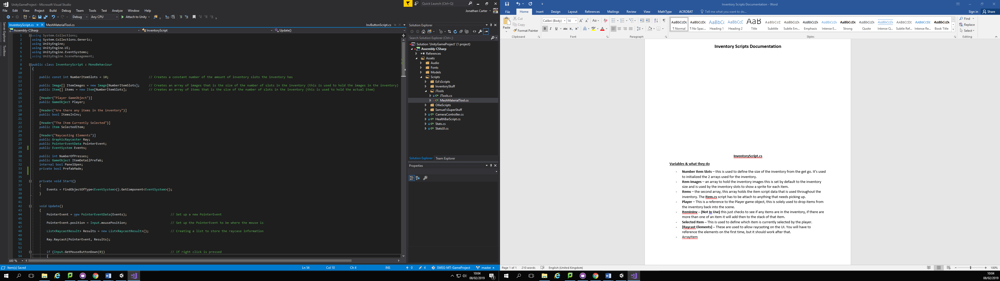 UnityGameProject - Microsoft Visual Studio
Quick Launch (Ctrl+Q)
File Edit View Project Build Debug Team Tools Test Analyze Window Help
Jonathan Carter
Debug Any CPU Attach to Unity
Server Explorer
Toolbox
InventoryScript.cs MeshMaterialTool.cs InvButtonScript.cs
Assembly-CSharp InventoryScript Update()
1 using System.Collections;
2 using System.Collections.Generic;
3 using UnityEngine;
4 using UnityEngine.UI;
5 using UnityEngine.EventSystems;
6 using UnityEngine.SceneManagement;
7
8 public class InventoryScript : MonoBehaviour
9 {
10
11 public const int NumberItemSlots = 10; // Creates a constant number of the amount of inventory slots the inventory has
12
13 public Image[] ItemImages = new Image[NumberItemSlots]; // Creates an array of images that is the size of the number of slots in the inventory (this is used to hold the images in the inventory)
14 public Item[] items = new Item[NumberItemSlots]; // Creates an array of items that is the size of the number of slots in the inventory (this is used to hold the actual item)
15
16 [Header("Player GameObject")]
17 public GameObject Player;
18
19 [Header("Are there any items in the inventory")]
20 public bool ItemsInInv;
21
22 [Header("The Item Currently Selected")]
23 public Item SelectedItem;
24
25 [Header("Raycasting Elements")]
26 public GraphicRaycaster Ray;
27 public PointerEventData PointerEvent;
28 public EventSystem Events;
29
30 public int NumberOfPresses;
31 public GameObject ItemDetailPrefab;
32 internal bool PanelOpen;
33 private bool PrefabMade;
34
35
36 private void Start()
37 {
38 Events = FindObjectOfType<EventSystem>().GetComponent<EventSystem>();
39 }
40
41
42 void Update()
43 {
44 PointerEvent = new PointerEventData(Events); // Set up a new PointerEvent
45
46 PointerEvent.position = Input.mousePosition; // Set up the PointerEvent to be where the mouse is
47
48 List<RaycastResult> Results = new List<RaycastResult>(); // Creating a list to store the raycase information
49
50 Ray.Raycast(PointerEvent, Results);
51
52
53 if (Input.GetMouseButtonDown(0)) // If right click is pressed
54 {
100 %
Solution Explorer
Search Solution Explorer (Ctrl+;)
Solution 'UnityGameProject' (1 project)
Assembly-CSharp
References
Assets
Audio
Fonts
Models
Scripts
Ed'sScripts
InventoryStuff
JTools
JTools.cs
MeshMaterialTool.cs
OllieScripts
Samuel'sSuperStuff
CameraController.cs
HealthBarScript.cs
Stats.cs
StatsUI.cs
Solution Explorer Team Explorer
Properties
Item(s) Saved Ln 54 Col 10 Ch 4 INS 0 4 SWEG-MT-GameProject master
10:04
08/02/2019
Inventory Scripts Documentation - Word
File Home Insert Design Layout References Mailings Review View MathType ACROBAT Tell me what you want to do... Sign in Share
Paste
Cut
Copy
Format Painter
Calibri (Body) 14
AaBbCcDc ¶ Normal
AaBbCcDc ¶ No Spac...
AaBbCc Heading 1
AaBbCcE Heading 2
AaB Title
AaBbCcC Subtitle
AaBbCcDc Subtle Em...
AaBbCcDc Emphasis
AaBbCcDc Intense E...
AaBbCcDc Strong
AaBbCcDc Quote
AaBbCcDc Intense Q...
AaBbCcDc Subtle Ref...
AaBbCcDc Intense Re...
AaBbCcDc Book Title
Find
Replace
Select
Clipboard Font Paragraph Styles Editing
Inventory Scripts Documentation
InventoryScript.cs
Variables & what they do
- Number Item Slots – this is used to define the size of the inventory from the get go. It's used
to initialized the 2 arrays used for the inventory.
- Item Images – an array to hold the inventory images this is set by default to the inventory
size and is used by the inventory slots to show a sprite for each item.
- Items – the second array, this array holds the item script data that is used throughout the
inventory. The Item.cs script has to be attach to anything that needs picking up.
- Player – This is a reference to the Player game object, this is solely used to drop items from
the inventory back into the scene.
- ItemInInv – (Not In Use) this just checks to see if any items are in the inventory, if there are
more than one of an item it will add then to the stack of that item.
- Selected Item – This is used to define which item is currently selected by the player.
- [Raycast Elements] – These are used to allow raycasting on the UI. You will have to
reference the elements on the first time, but it should work after that.
- ArrayItem
Page 1 of 1 210 words English (United Kingdom) 100%
10:04
08/02/2019